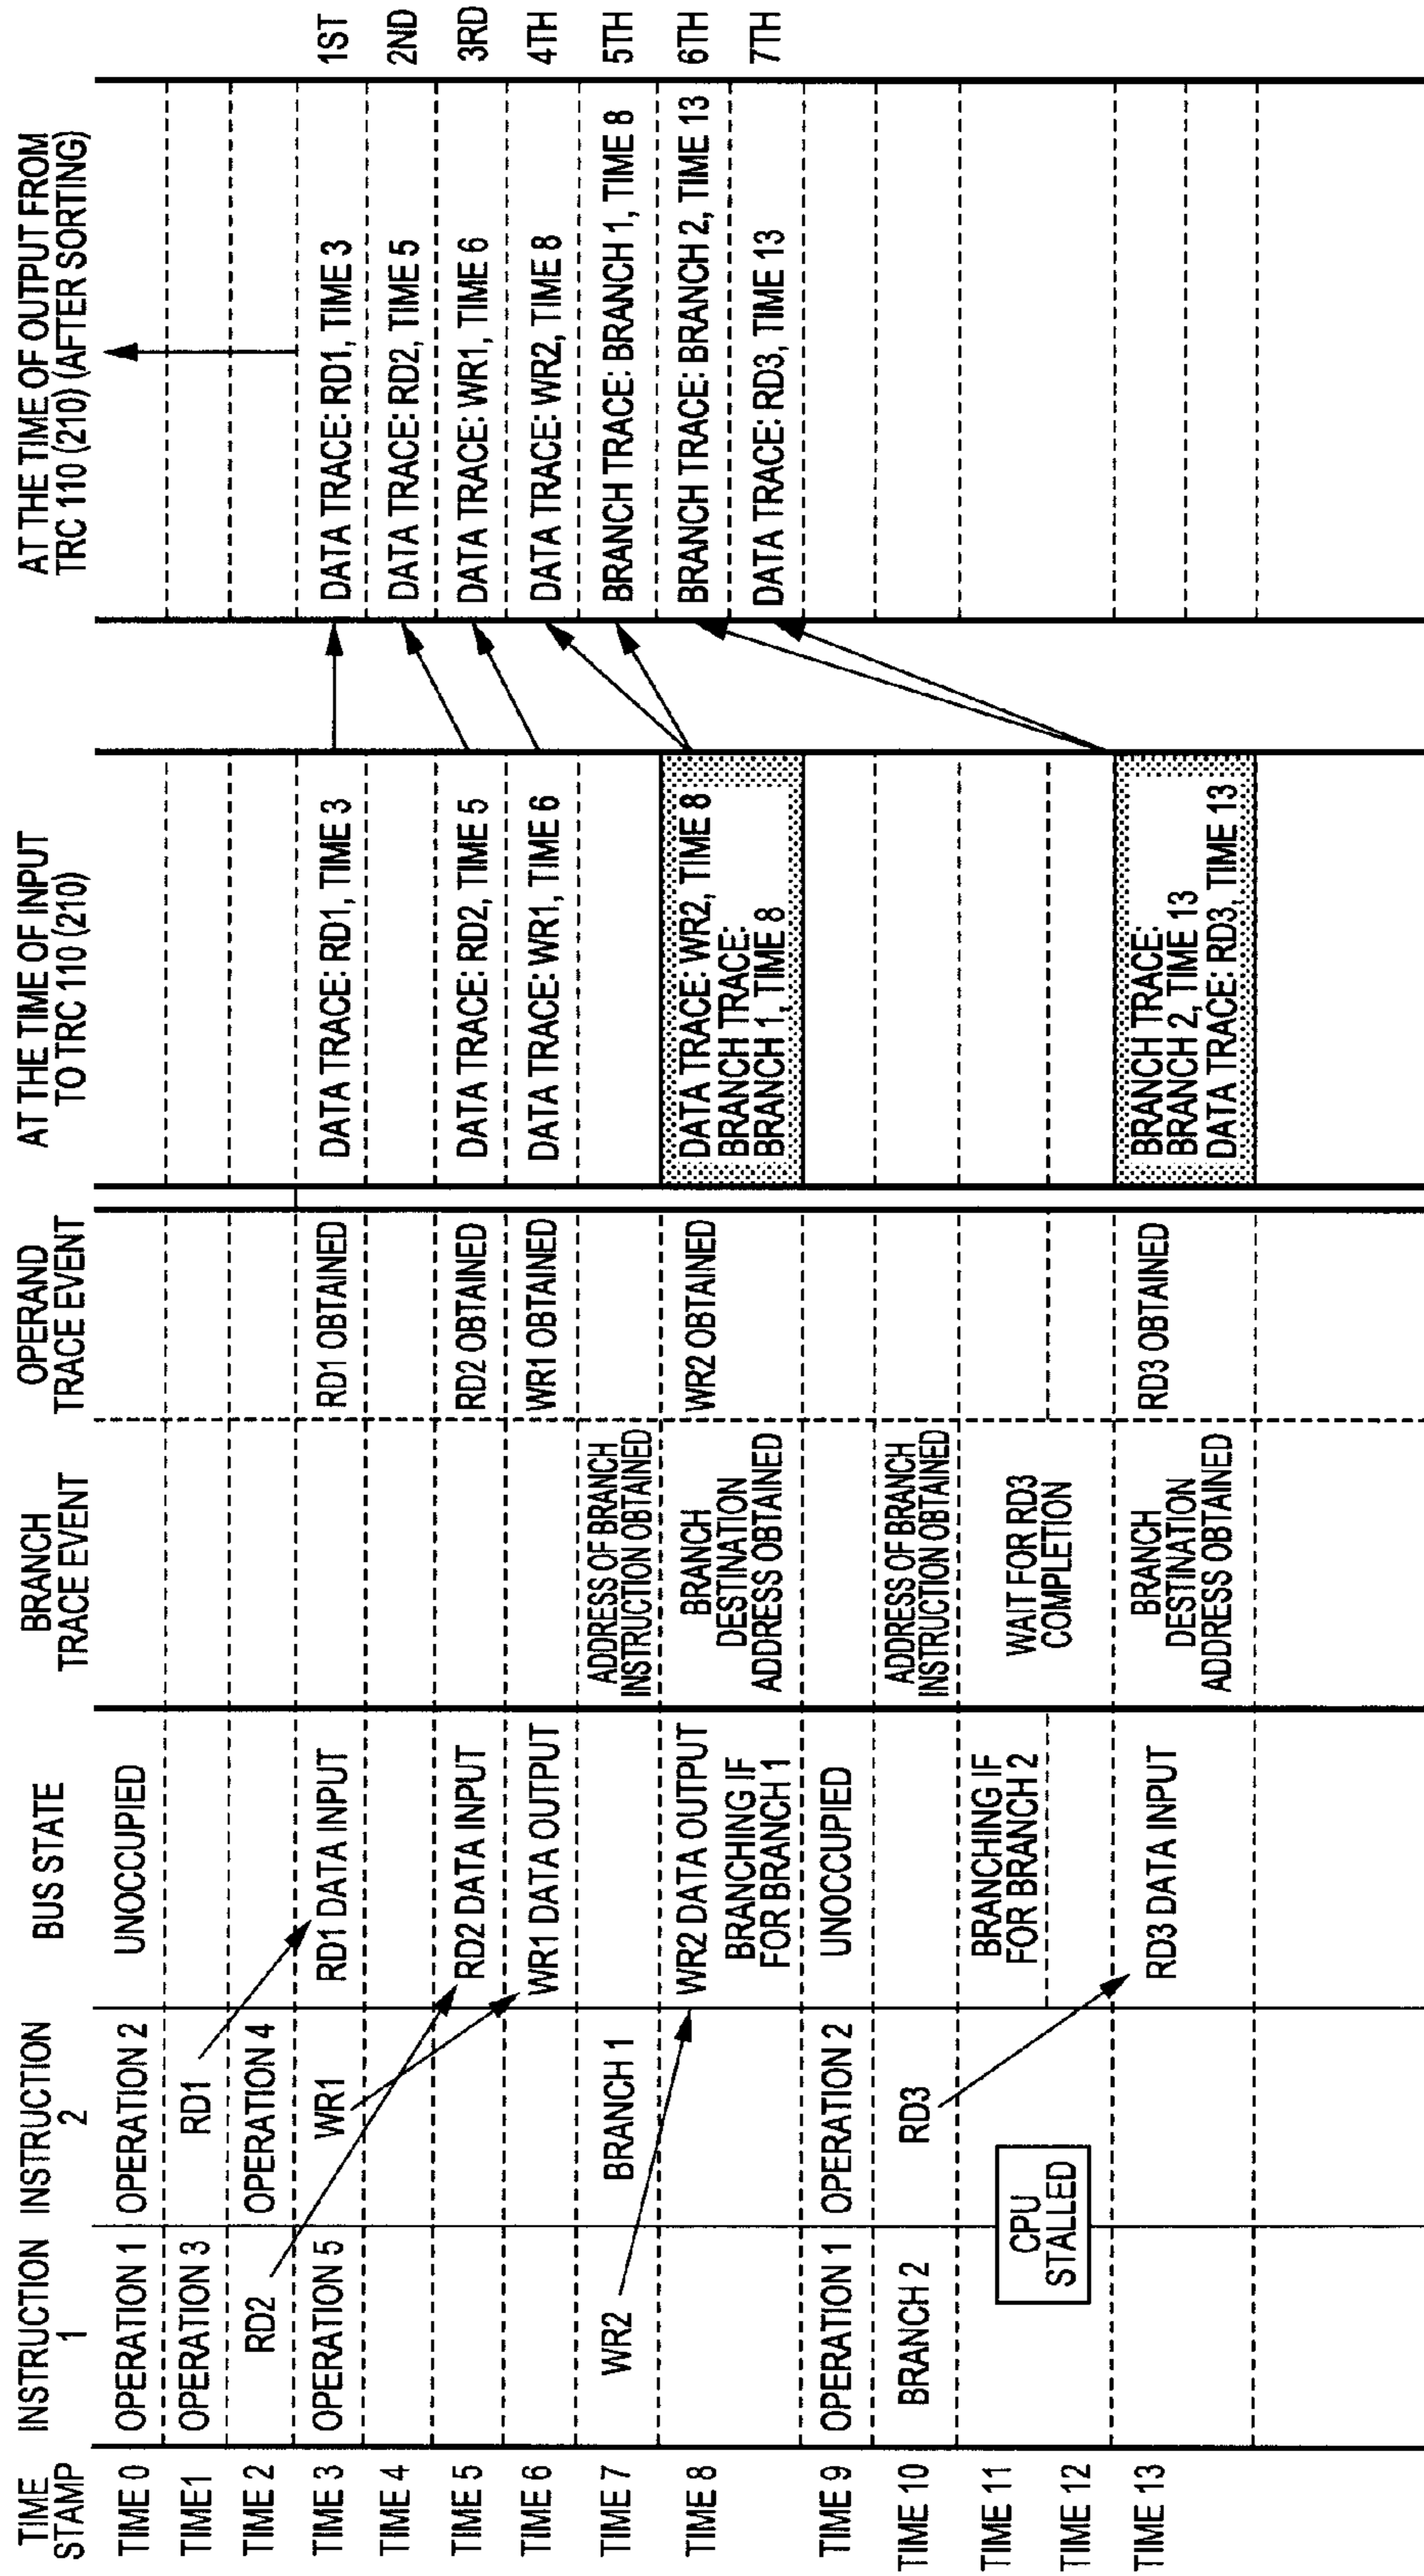 TIME STAMP
INSTRUCTION 1
INSTRUCTION 2
BUS STATE
BRANCH TRACE EVENT
OPERAND TRACE EVENT
AT THE TIME OF INPUT TO TRC 110 (210)
AT THE TIME OF OUTPUT FROM TRC 110 (210) (AFTER SORTING)
TIME 0
OPERATION 1
OPERATION 2
UNOCCUPIED
TIME1
OPERATION 3
RD1
TIME 2
RD2
OPERATION 4
TIME 3
OPERATION 5
WR1
RD1 DATA INPUT
RD1 OBTAINED
DATA TRACE: RD1, TIME 3
DATA TRACE: RD1, TIME 3
1ST
TIME 4
DATA TRACE: RD2, TIME 5
2ND
TIME 5
RD2 DATA INPUT
RD2 OBTAINED
DATA TRACE: RD2, TIME 5
DATA TRACE: WR1, TIME 6
3RD
TIME 6
WR1 DATA OUTPUT
WR1 OBTAINED
DATA TRACE: WR1, TIME 6
DATA TRACE: WR2, TIME 8
4TH
TIME 7
WR2
BRANCH 1
ADDRESS OF BRANCH
INSTRUCTION OBTAINED
BRANCH TRACE: BRANCH 1, TIME 8
5TH
TIME 8
WR2 DATA OUTPUT
BRANCHING IF
FOR BRANCH 1
BRANCH
DESTINATION
ADDRESS OBTAINED
WR2 OBTAINED
DATA TRACE: WR2, TIME 8
BRANCH TRACE:
BRANCH 1, TIME 8
BRANCH TRACE: BRANCH 2, TIME 13
6TH
DATA TRACE: RD3, TIME 13
7TH
TIME 9
OPERATION 1
OPERATION 2
UNOCCUPIED
TIME 10
BRANCH 2
RD3
ADDRESS OF BRANCH
INSTRUCTION OBTAINED
TIME 11
CPU
STALLED
BRANCHING IF
FOR BRANCH 2
WAIT FOR RD3
COMPLETION
TIME 12
TIME 13
RD3 DATA INPUT
BRANCH
DESTINATION
ADDRESS OBTAINED
RD3 OBTAINED
BRANCH TRACE:
BRANCH 2, TIME 13
DATA TRACE: RD3, TIME 13